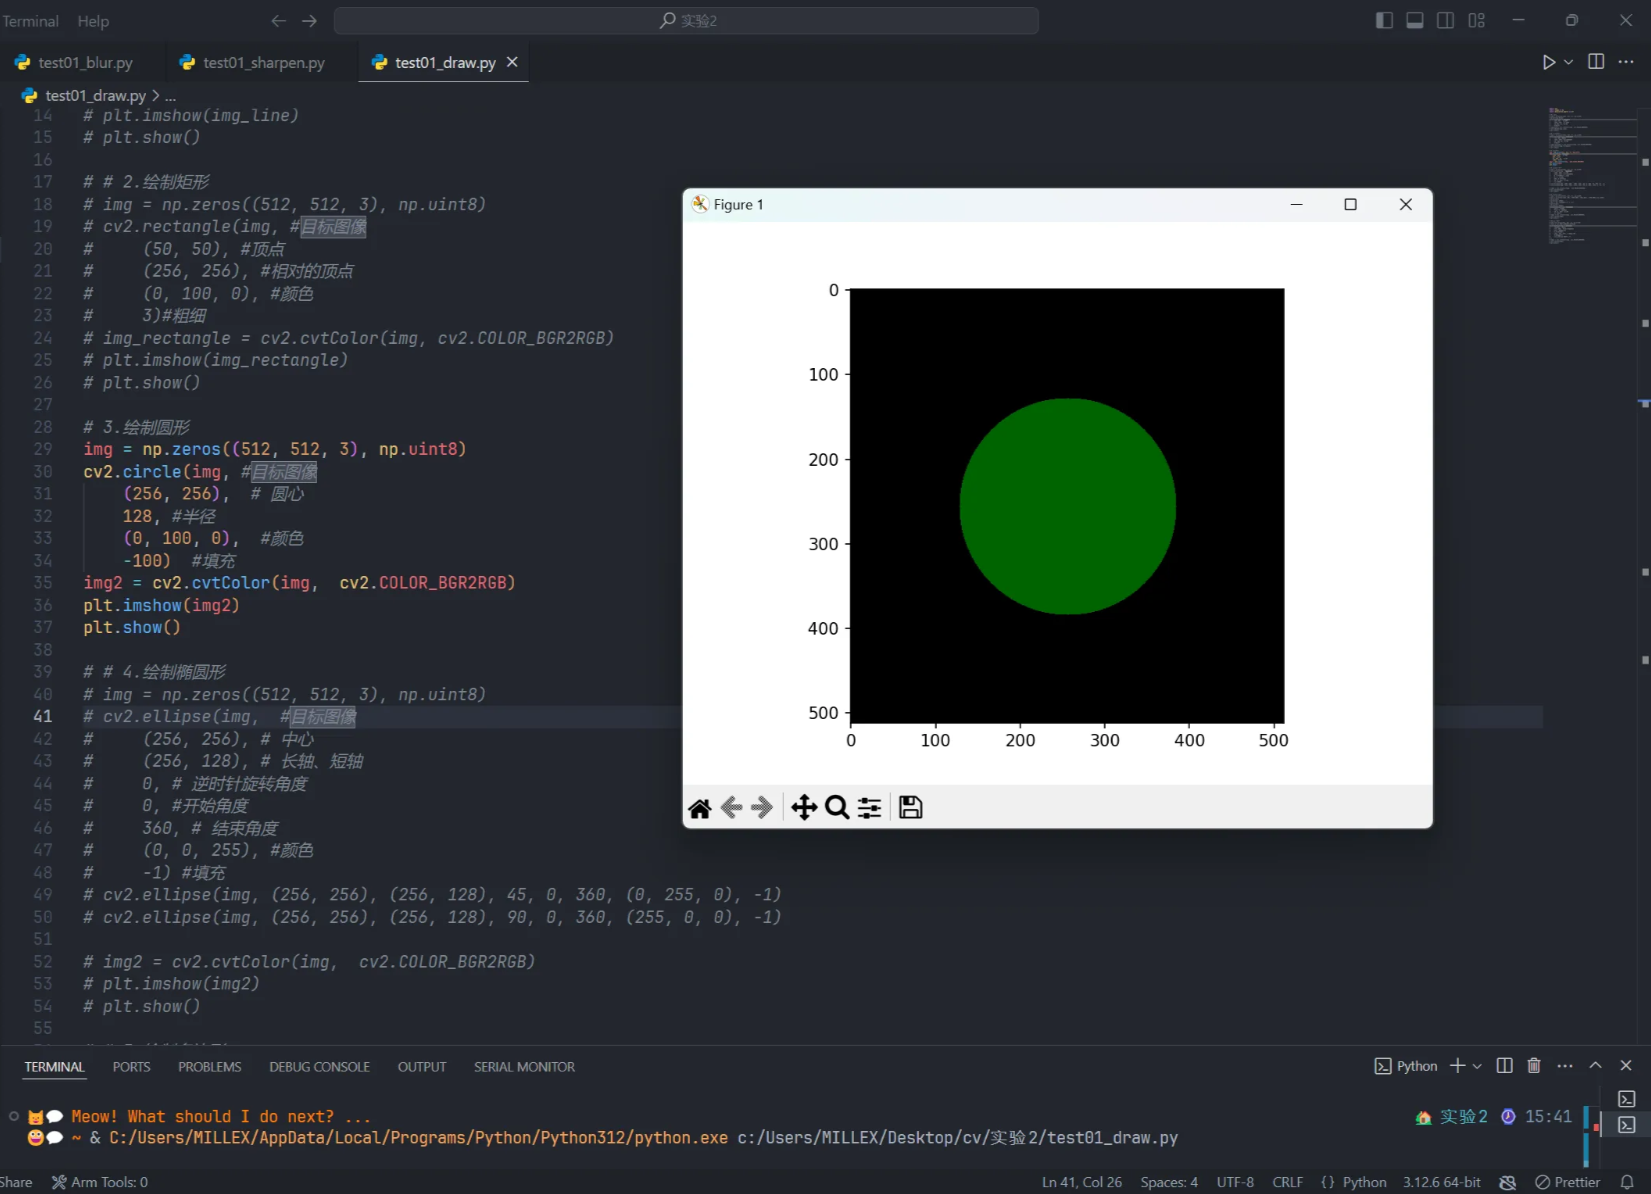 Terminal Help 实验2
test01_blur.py test01_sharpen.py test01_draw.py
test01_draw.py > ...
14 # plt.imshow(img_line)
15 # plt.show()
16
17 # # 2.绘制矩形
18 # img = np.zeros((512, 512, 3), np.uint8)
19 # cv2.rectangle(img, #目标图像
20 #     (50, 50), #顶点
21 #     (256, 256), #相对的顶点
22 #     (0, 100, 0), #颜色
23 #     3)#粗细
24 # img_rectangle = cv2.cvtColor(img, cv2.COLOR_BGR2RGB)
25 # plt.imshow(img_rectangle)
26 # plt.show()
27
28 # 3.绘制圆形
29 img = np.zeros((512, 512, 3), np.uint8)
30 cv2.circle(img, #目标图像
31     (256, 256),  # 圆心
32     128, #半径
33     (0, 100, 0),  #颜色
34     -100)  #填充
35 img2 = cv2.cvtColor(img,  cv2.COLOR_BGR2RGB)
36 plt.imshow(img2)
37 plt.show()
38
39 # # 4.绘制椭圆形
40 # img = np.zeros((512, 512, 3), np.uint8)
41 # cv2.ellipse(img,  #目标图像
42 #     (256, 256), # 中心
43 #     (256, 128), # 长轴、短轴
44 #     0, # 逆时针旋转角度
45 #     0, #开始角度
46 #     360, # 结束角度
47 #     (0, 0, 255), #颜色
48 #     -1) #填充
49 # cv2.ellipse(img, (256, 256), (256, 128), 45, 0, 360, (0, 255, 0), -1)
50 # cv2.ellipse(img, (256, 256), (256, 128), 90, 0, 360, (255, 0, 0), -1)
51
52 # img2 = cv2.cvtColor(img,  cv2.COLOR_BGR2RGB)
53 # plt.imshow(img2)
54 # plt.show()
55
Figure 1
0
100
200
300
400
500
0 100 200 300 400 500
TERMINAL PORTS PROBLEMS DEBUG CONSOLE OUTPUT SERIAL MONITOR Python
Meow! What should I do next? ... 实验2 15:41
~ & C:/Users/MILLEX/AppData/Local/Programs/Python/Python312/python.exe c:/Users/MILLEX/Desktop/cv/实验2/test01_draw.py
Share Arm Tools: 0 Ln 41, Col 26 Spaces: 4 UTF-8 CRLF {} Python 3.12.6 64-bit Prettier